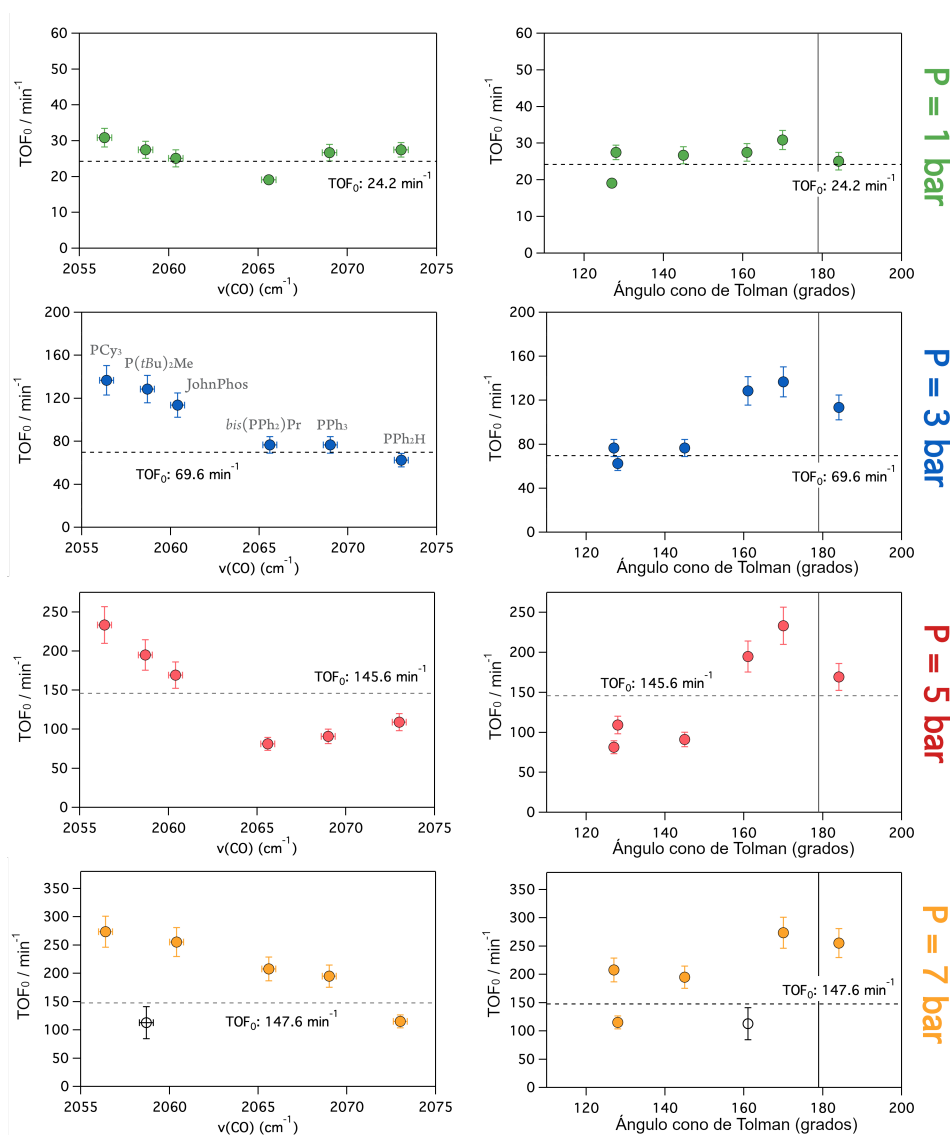 60
50
40
30
20
10
0
TOF₀ / min⁻¹
TOF₀: 24.2 min⁻¹
2055 2060 2065 2070 2075
ν(CO) (cm⁻¹)
60
50
40
30
20
10
0
TOF₀ / min⁻¹
TOF₀: 24.2 min⁻¹
120 140 160 180 200
Ángulo cono de Tolman (grados)
P = 1 bar
200
160
120
80
40
0
TOF₀ / min⁻¹
PCy₃
P(tBu)₂Me
JohnPhos
bis(PPh₂)Pr
PPh₃
PPh₂H
TOF₀: 69.6 min⁻¹
2055 2060 2065 2070 2075
ν(CO) (cm⁻¹)
200
160
120
80
40
0
TOF₀ / min⁻¹
TOF₀: 69.6 min⁻¹
120 140 160 180 200
Ángulo cono de Tolman (grados)
P = 3 bar
250
200
150
100
50
0
TOF₀ / min⁻¹
TOF₀: 145.6 min⁻¹
2055 2060 2065 2070 2075
ν(CO) (cm⁻¹)
250
200
150
100
50
0
TOF₀ / min⁻¹
TOF₀: 145.6 min⁻¹
120 140 160 180 200
Ángulo cono de Tolman (grados)
P = 5 bar
350
300
250
200
150
100
50
0
TOF₀ / min⁻¹
TOF₀: 147.6 min⁻¹
2055 2060 2065 2070 2075
ν(CO) (cm⁻¹)
350
300
250
200
150
100
50
0
TOF₀ / min⁻¹
TOF₀: 147.6 min⁻¹
120 140 160 180 200
Ángulo cono de Tolman (grados)
P = 7 bar